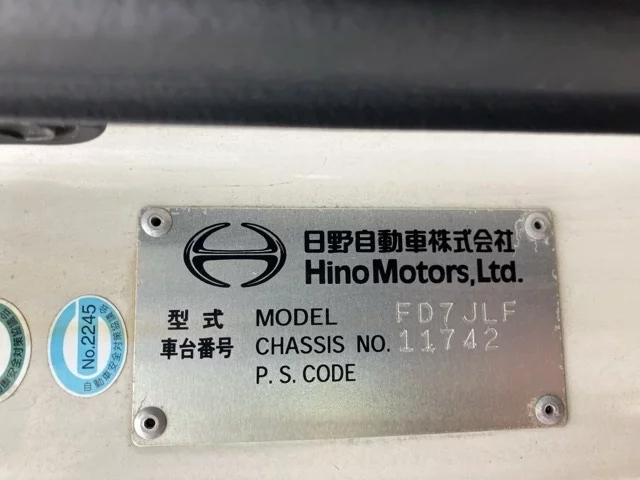 日野自動車株式会社
Hino Motors, Ltd.
型式 MODEL FD7JLF
車台番号 CHASSIS NO. 11742
P. S. CODE
No.2245